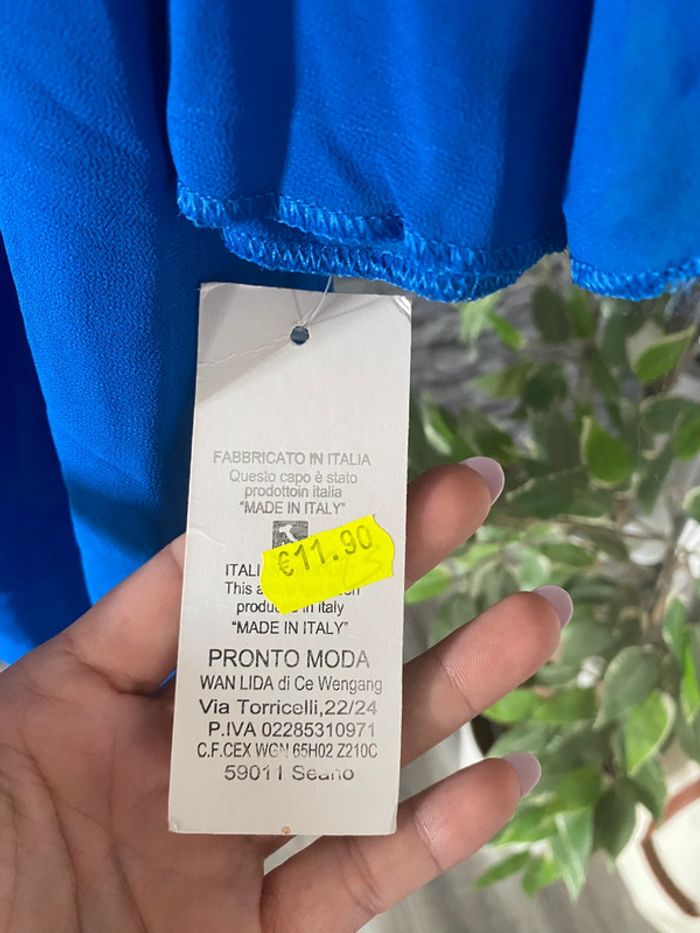 FABBRICATO IN ITALIA
Questo capo è stato
prodottoin italia
"MADE IN ITALY"
€11.90
ITALI
This
in italy
"MADE IN ITALY"
PRONTO MODA
WAN LIDA di Ce Wengang
Via Torricelli,22/24
P.IVA 02285310971
C.F.CEX WGN 65H02 Z210C
59011 Seano